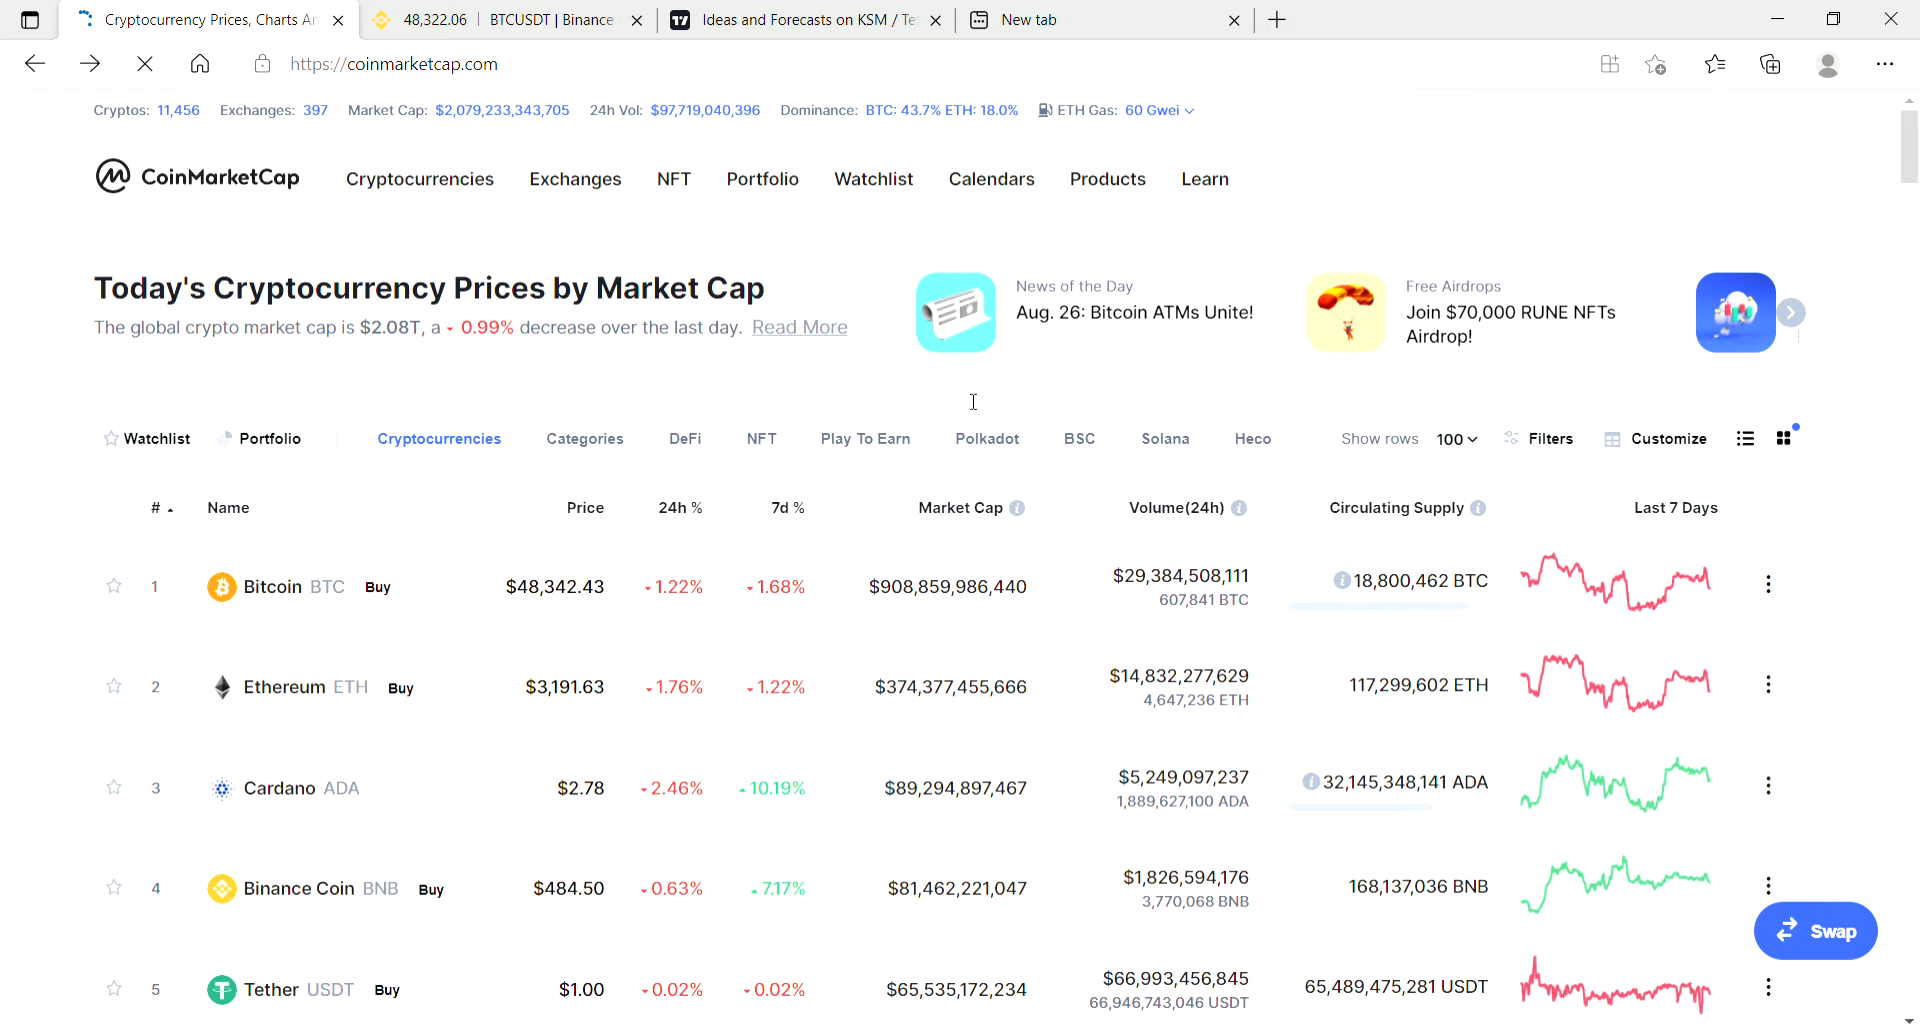 Cryptocurrency Prices, Charts An
48,322.06 | BTCUSDT | Binance
Ideas and Forecasts on KSM / Te
New tab
https://coinmarketcap.com
Cryptos: 11,456 Exchanges: 397 Market Cap: $2,079,233,343,705 24h Vol: $97,719,040,396 Dominance: BTC: 43.7% ETH: 18.0% ETH Gas: 60 Gwei
CoinMarketCap Cryptocurrencies Exchanges NFT Portfolio Watchlist Calendars Products Learn
Today's Cryptocurrency Prices by Market Cap
The global crypto market cap is $2.08T, a 0.99% decrease over the last day. Read More
News of the Day
Aug. 26: Bitcoin ATMs Unite!
Free Airdrops
Join $70,000 RUNE NFTs
Airdrop!
Watchlist Portfolio Cryptocurrencies Categories DeFi NFT Play To Earn Polkadot BSC Solana Heco Show rows 100 Filters Customize
# Name Price 24h % 7d % Market Cap Volume(24h) Circulating Supply Last 7 Days
1 Bitcoin BTC Buy $48,342.43 1.22% 1.68% $908,859,986,440 $29,384,508,111 18,800,462 BTC
607,841 BTC
2 Ethereum ETH Buy $3,191.63 1.76% 1.22% $374,377,455,666 $14,832,277,629 117,299,602 ETH
4,647,236 ETH
3 Cardano ADA $2.78 2.46% 10.19% $89,294,897,467 $5,249,097,237 32,145,348,141 ADA
1,889,627,100 ADA
4 Binance Coin BNB Buy $484.50 0.63% 7.17% $81,462,221,047 $1,826,594,176 168,137,036 BNB
3,770,068 BNB
Swap
5 Tether USDT Buy $1.00 0.02% 0.02% $65,535,172,234 $66,993,456,845 65,489,475,281 USDT
66,946,743,046 USDT